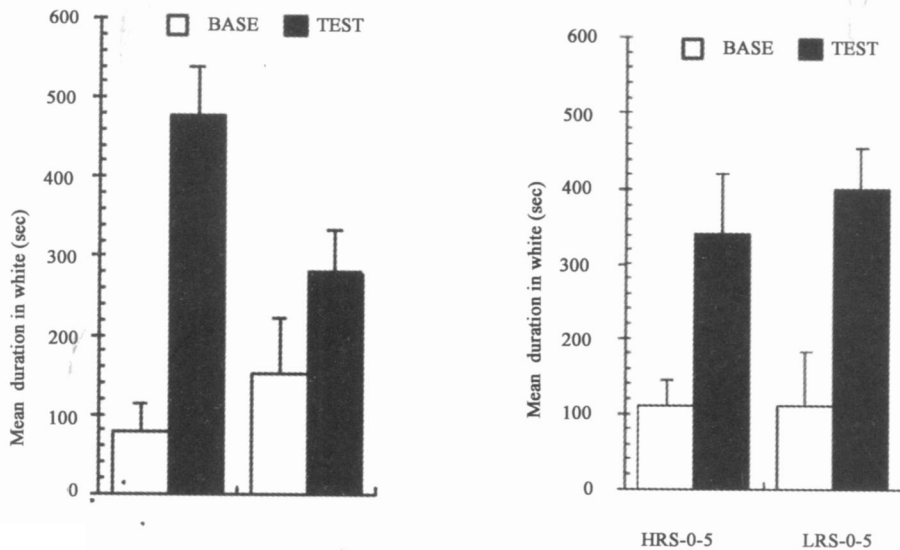 600
BASE TEST
500
400
300
200
100
0
Mean duration in white (sec)
600
BASE TEST
500
400
300
200
100
0
Mean duration in white (sec)
HRS-0-5 LRS-0-5